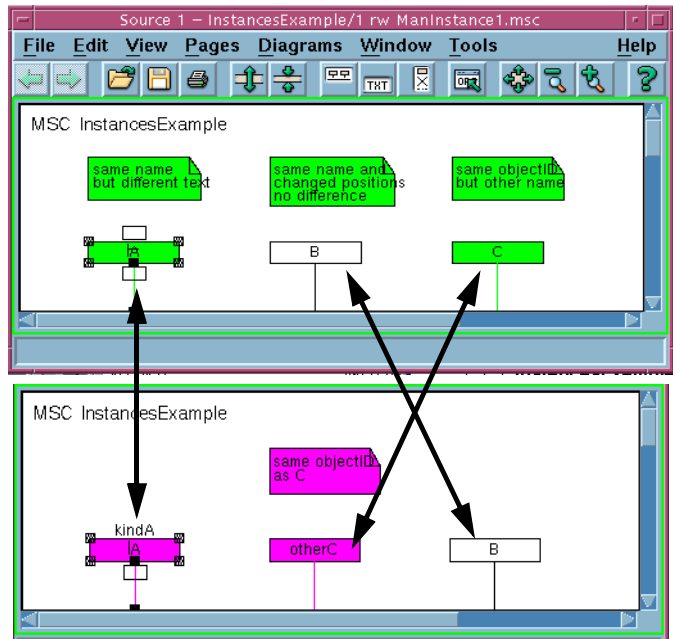 Source 1 – InstancesExample/1 rw ManInstance1.msc
File Edit View Pages Diagrams Window Tools Help
TXT
MSC InstancesExample
same name
but different text
same name and
changed positions
no difference
same objectID
but other name
A
B
C
MSC InstancesExample
same objectID
as C
kindA
A
otherC
B